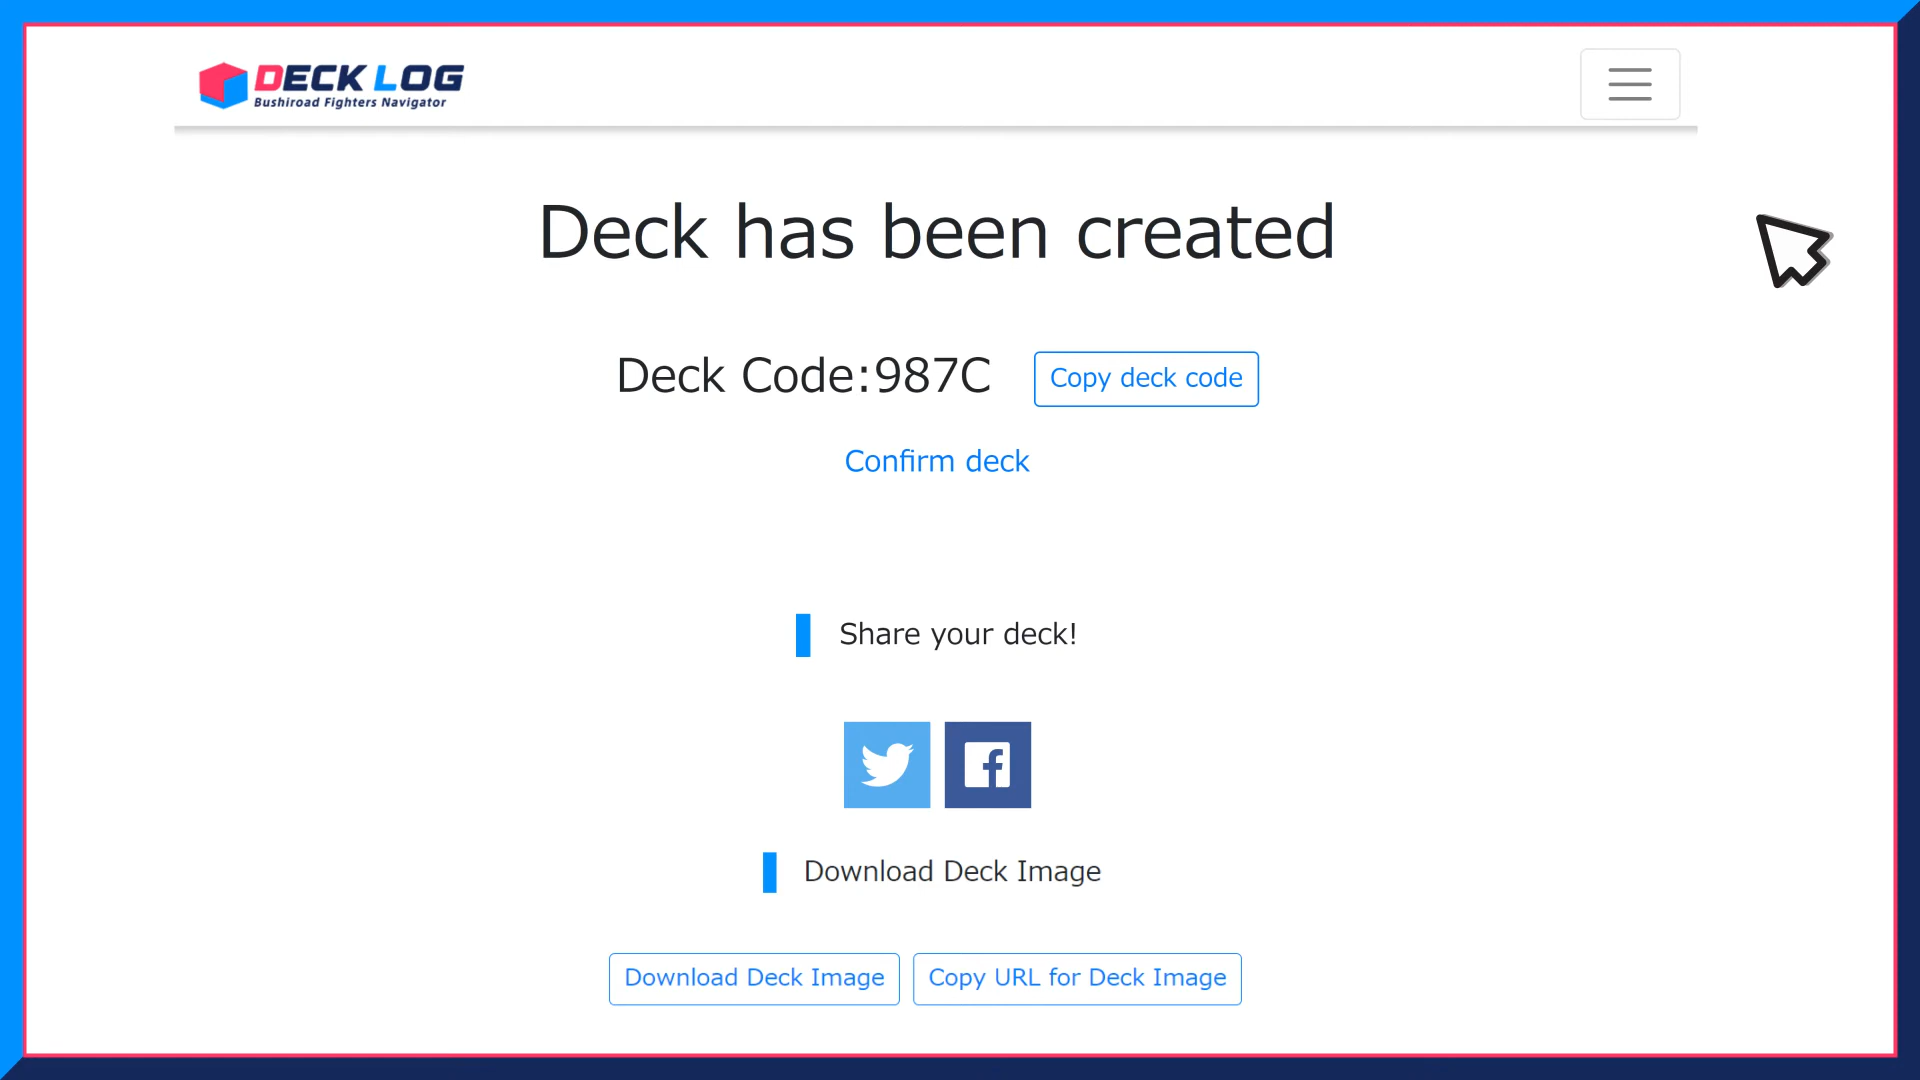 DECK LOG
Bushiroad Fighters Navigator
Deck has been created
Deck Code:987C
Copy deck code
Confirm deck
Share your deck!
Download Deck Image
Download Deck Image
Copy URL for Deck Image